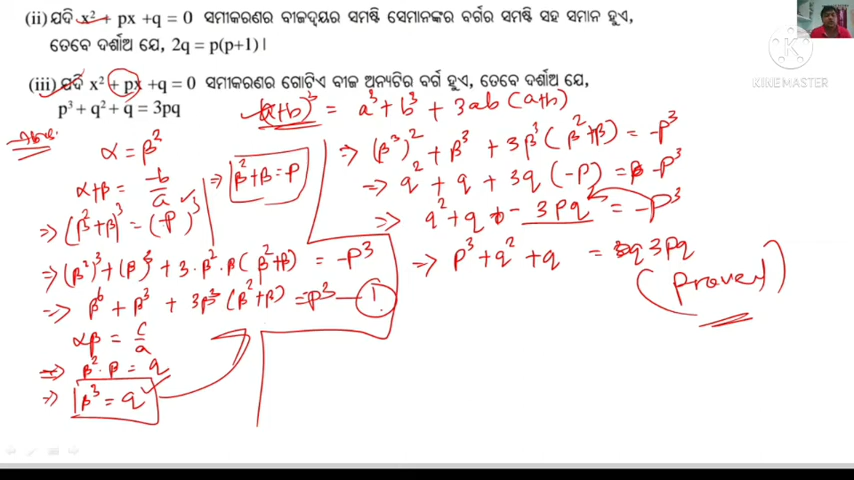 (ii) ଯଦି x² + px + q = 0 ସମୀକରଣର ବୀଜଦ୍ୱୟର ସମଷ୍ଟି ସେମାନଙ୍କର ବର୍ଗର ସମଷ୍ଟି ସହ ସମାନ ହୁଏ,
ତେବେ ଦର୍ଶାଅ ଯେ, 2q = p(p+1)।
(iii) ଯଦି x² + px + q = 0 ସମୀକରଣର ଗୋଟିଏ ବୀଜ ଅନ୍ୟଟିର ବର୍ଗ ହୁଏ, ତେବେ ଦର୍ଶାଅ ଯେ,
p³ + q² + q = 3pq
KINEMASTER
(a+b)³ = a³ + b³ + 3ab (a+b)
α = β²
α+β = -b/a
⇒ (β²+β)³ = (-P)³
⇒ (β²)³ + (β)³ + 3.β².β (β²+β) = -P³
⇒ β⁶ + β³ + 3β³ (β²+β) = -P³ — 1
αβ = c/a
⇒ β².β = q
⇒ β³ = q
⇒ β²+β = -P
⇒ (β³)² + β³ + 3β³ (β²+β) = -P³
⇒ q² + q + 3q (-P) = -P³
⇒ q² + q - 3Pq = -P³
⇒ P³ + q² + q = 3Pq
(Proved)